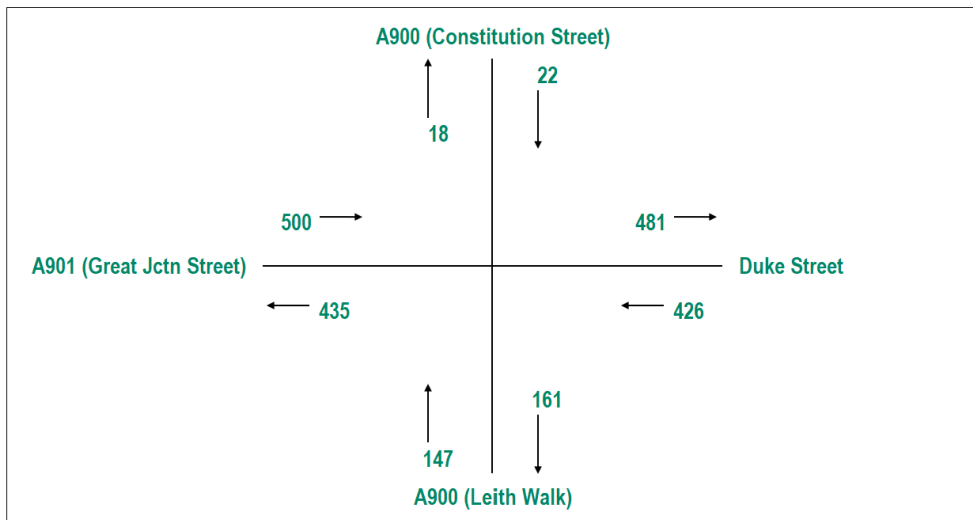 A900 (Constitution Street)
22
18
500
481
A901 (Great Jctn Street)
Duke Street
435
426
161
147
A900 (Leith Walk)